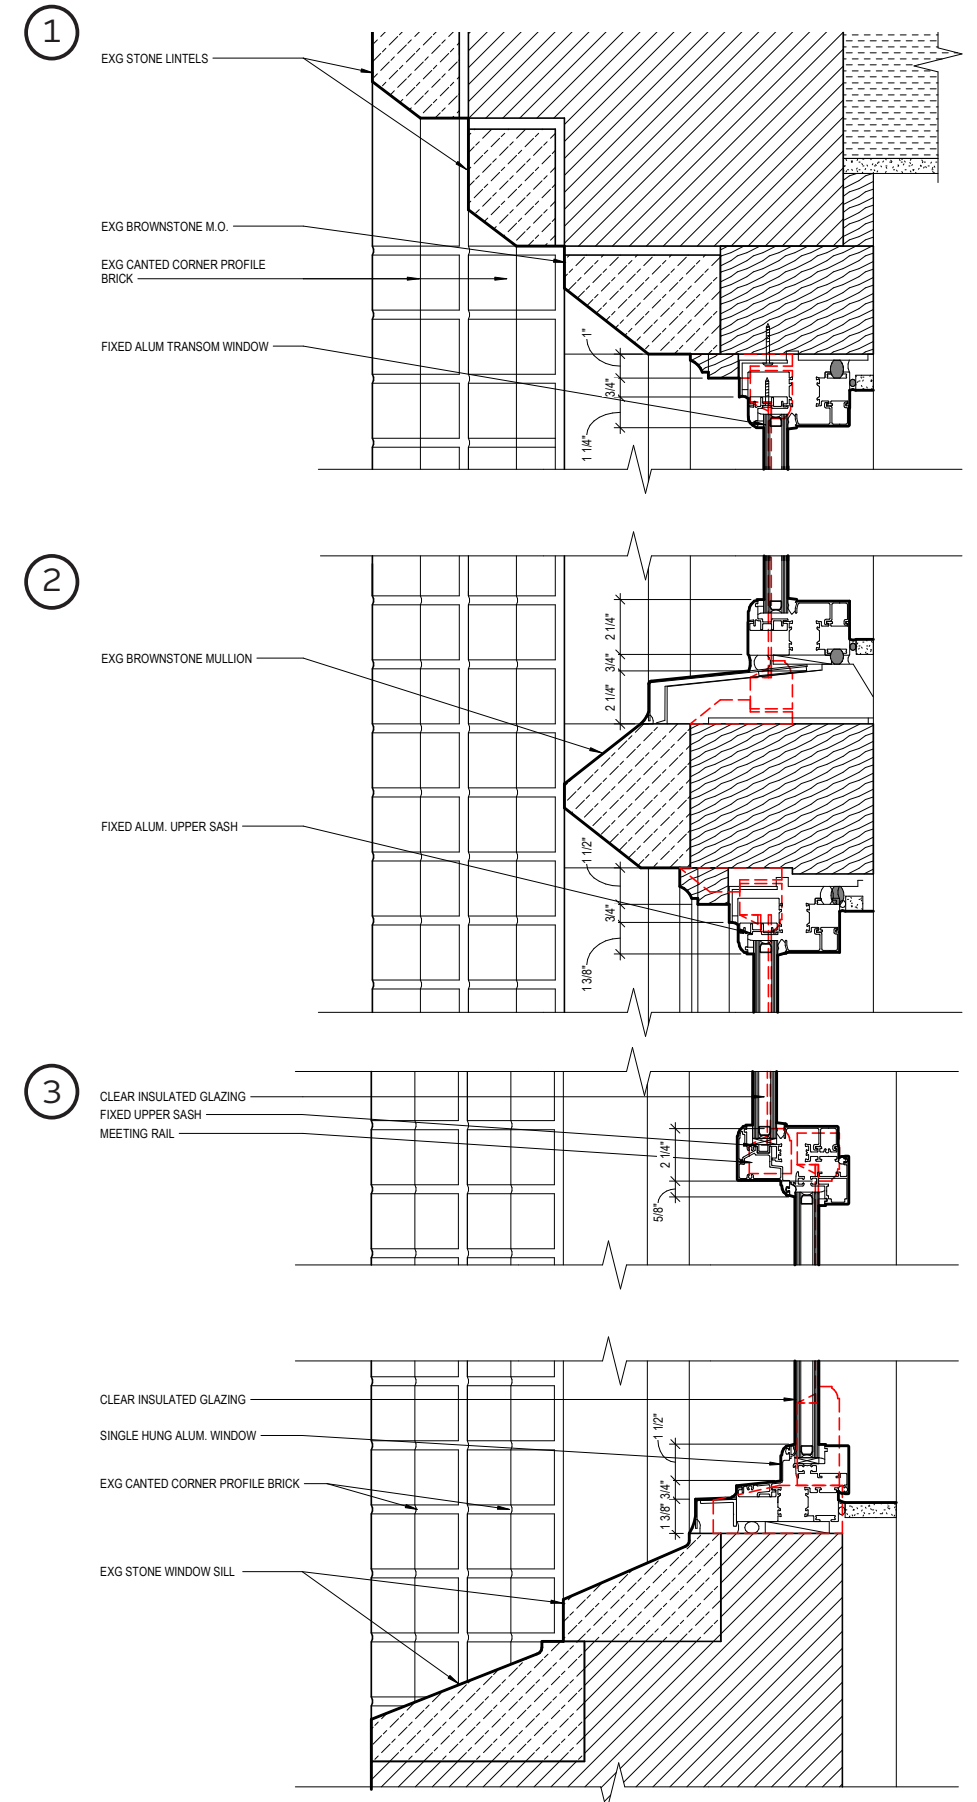 1
EXG STONE LINTELS
EXG BROWNSTONE M.O.
EXG CANTED CORNER PROFILE
BRICK
FIXED ALUM TRANSOM WINDOW
1"
3/4"
1 1/4"
2
2 1/4"
3/4"
2 1/4"
EXG BROWNSTONE MULLION
FIXED ALUM. UPPER SASH
1 1/2"
3/4"
1 3/8"
3
CLEAR INSULATED GLAZING
FIXED UPPER SASH
MEETING RAIL
2 1/4"
5/8"
CLEAR INSULATED GLAZING
SINGLE HUNG ALUM. WINDOW
EXG CANTED CORNER PROFILE BRICK
1 1/2"
3/4"
1 3/8"
EXG STONE WINDOW SILL